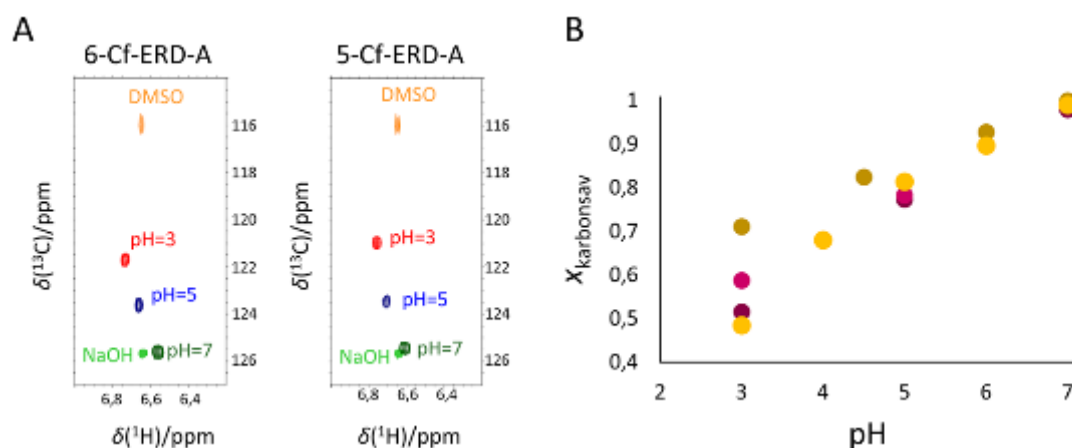 A
6-Cf-ERD-A
DMSO
pH=3
pH=5
NaOH
pH=7
116
118
120
122
124
126
δ(¹³C)/ppm
6,8 6,6 6,4
δ(¹H)/ppm
5-Cf-ERD-A
DMSO
pH=3
pH=5
NaOH
pH=7
116
118
120
122
124
126
δ(¹³C)/ppm
6,8 6,6 6,4
δ(¹H)/ppm
B
1
0,9
0,8
0,7
0,6
0,5
0,4
xkarbonsav
2 3 4 5 6 7
pH